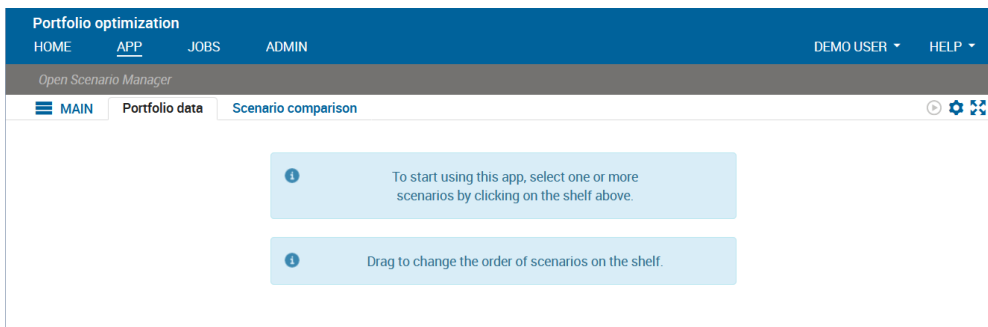 Portfolio optimization
HOME APP JOBS ADMIN DEMO USER HELP
Open Scenario Manager
MAIN Portfolio data Scenario comparison
To start using this app, select one or more
scenarios by clicking on the shelf above.
Drag to change the order of scenarios on the shelf.